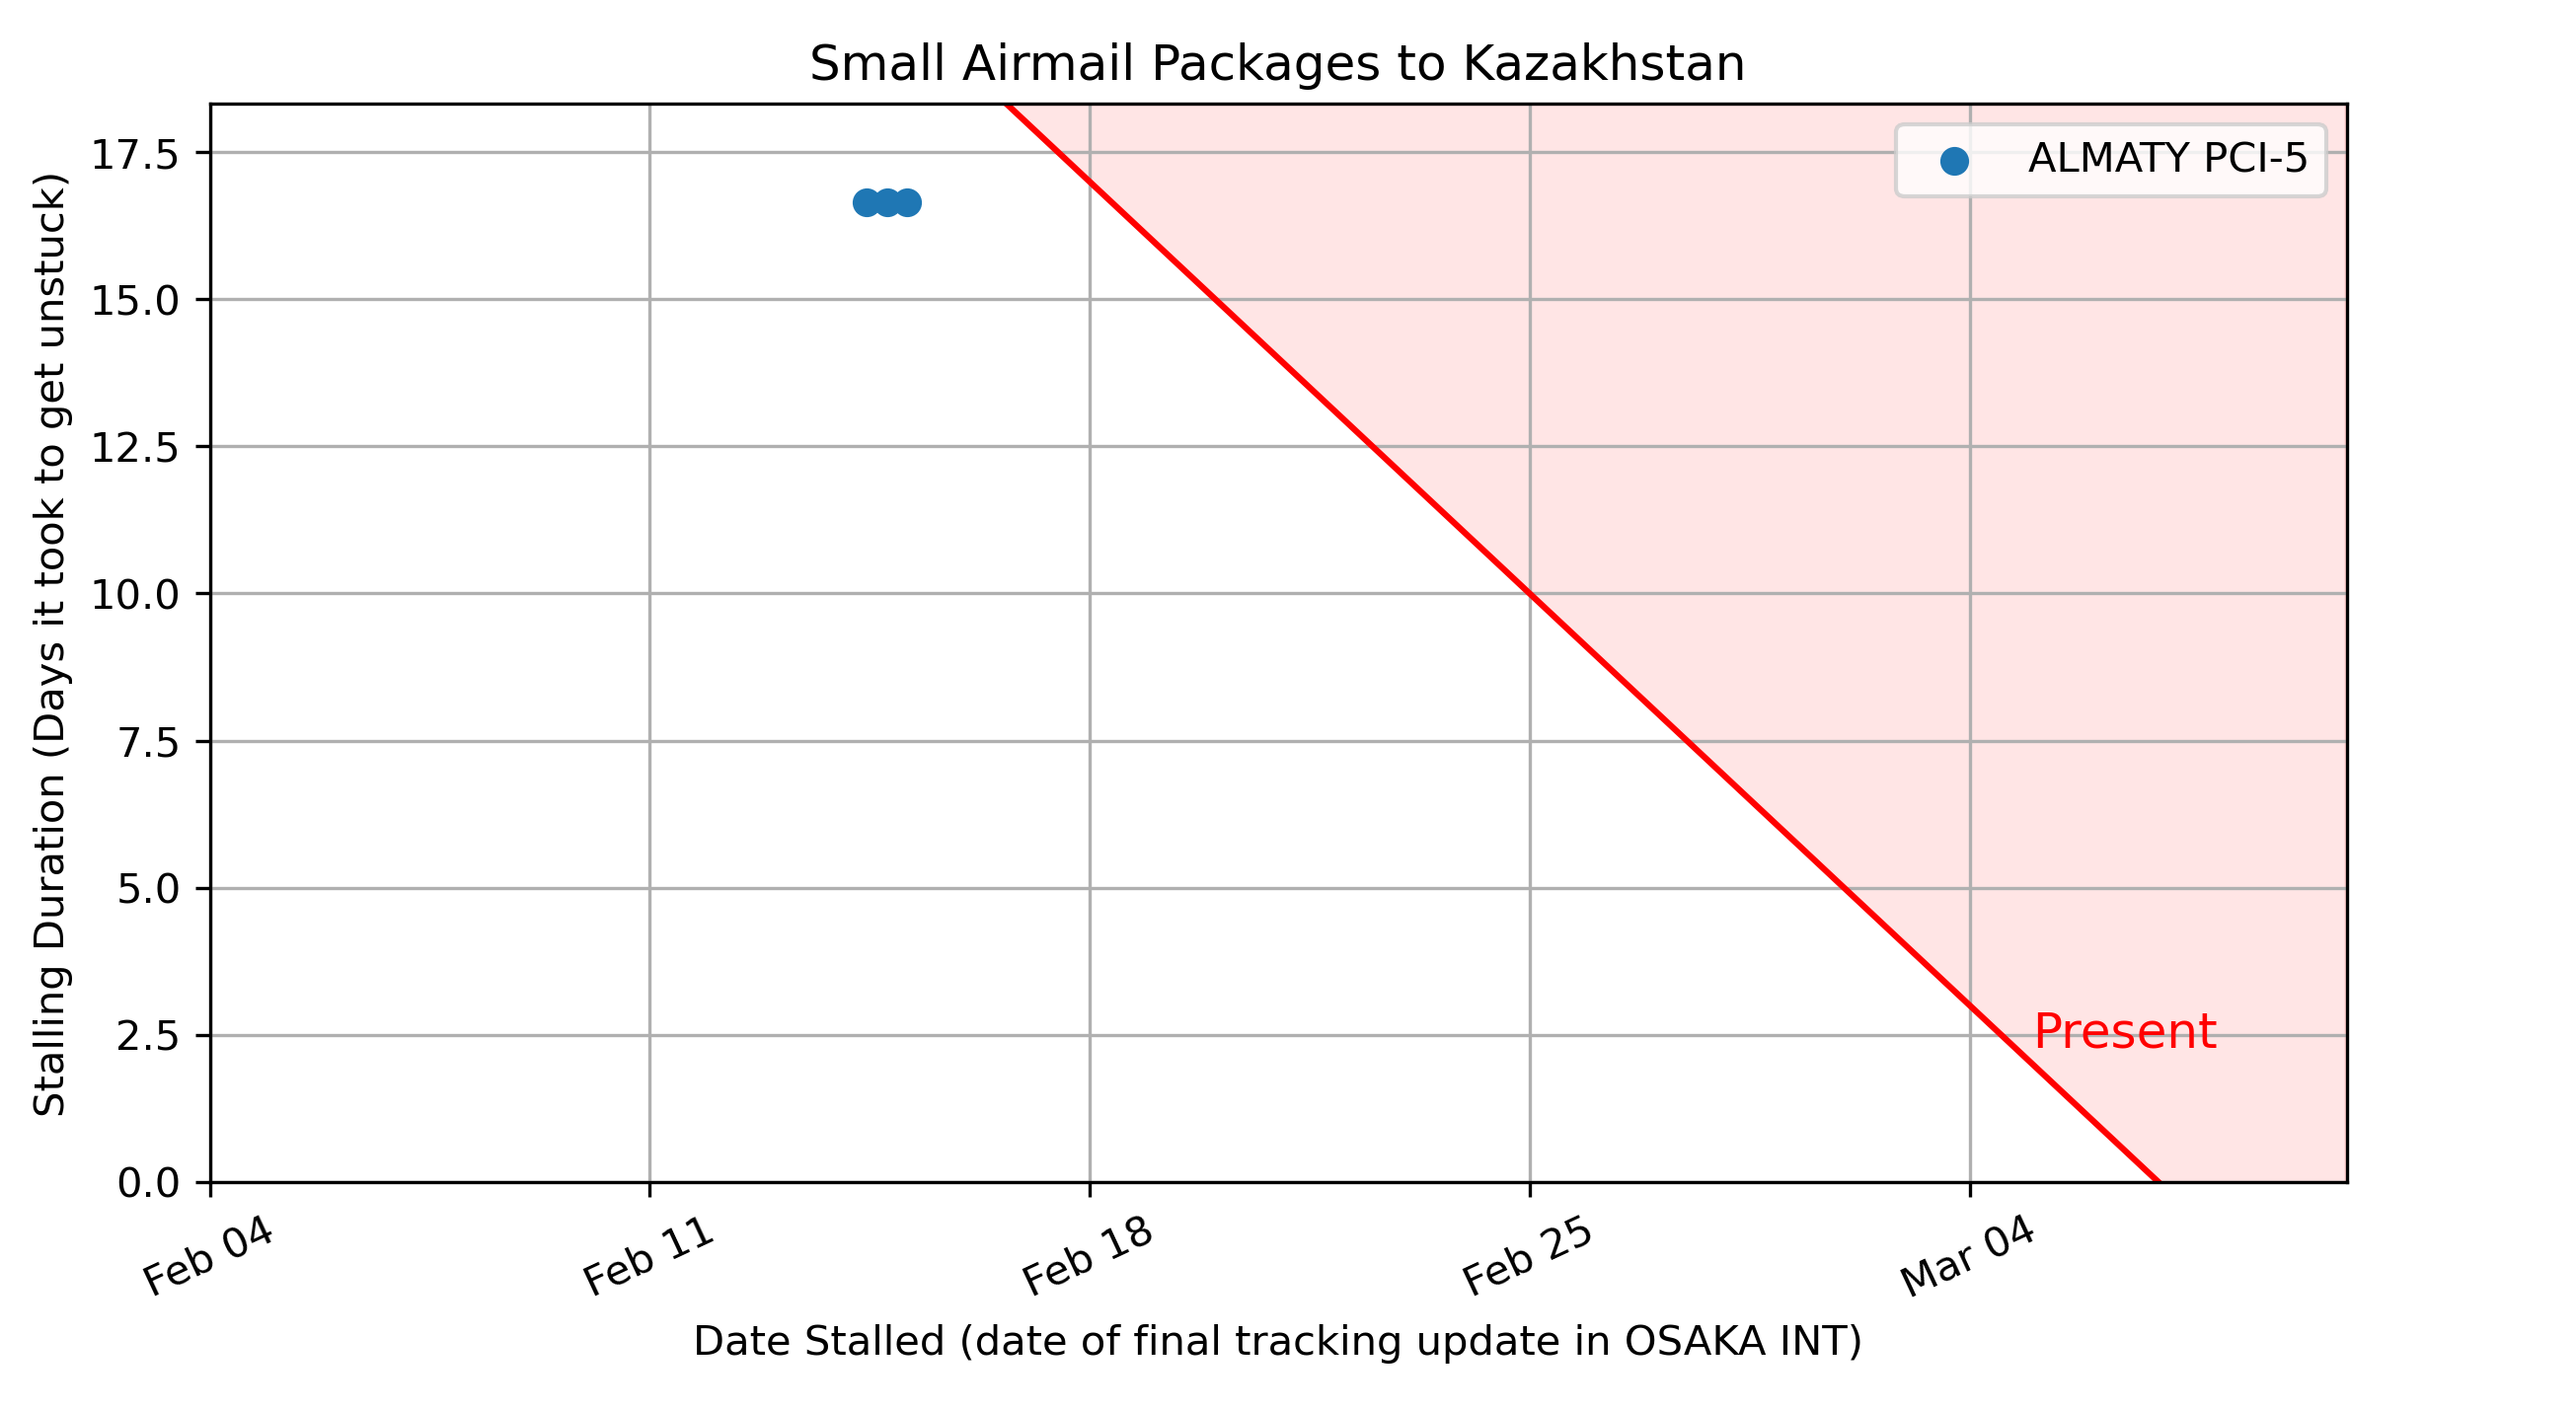 Small Airmail Packages to Kazakhstan
ALMATY PCI-5
Stalling Duration (Days it took to get unstuck)
17.5
15.0
12.5
10.0
7.5
5.0
2.5
0.0
Present
Feb 04
Feb 11
Feb 18
Feb 25
Mar 04
Date Stalled (date of final tracking update in OSAKA INT)